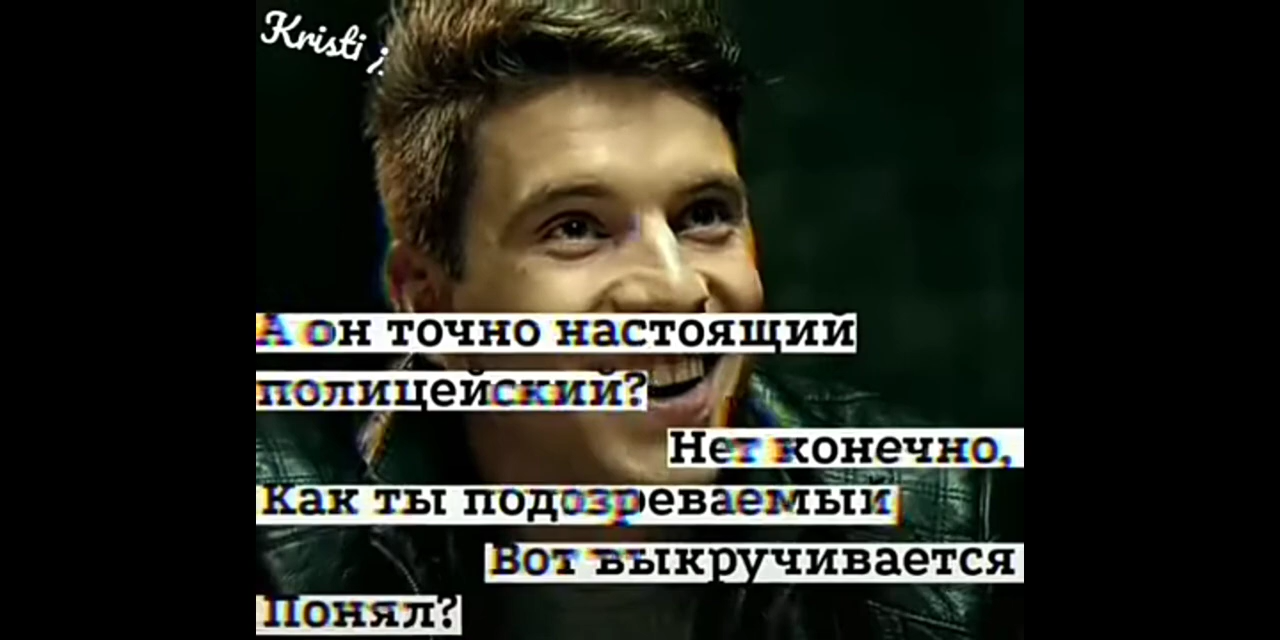 Kristi ;.
А он точно настоящий
полицейский?
Нет конечно,
Как ты подозреваемый
Вот выкручивается
Понял?